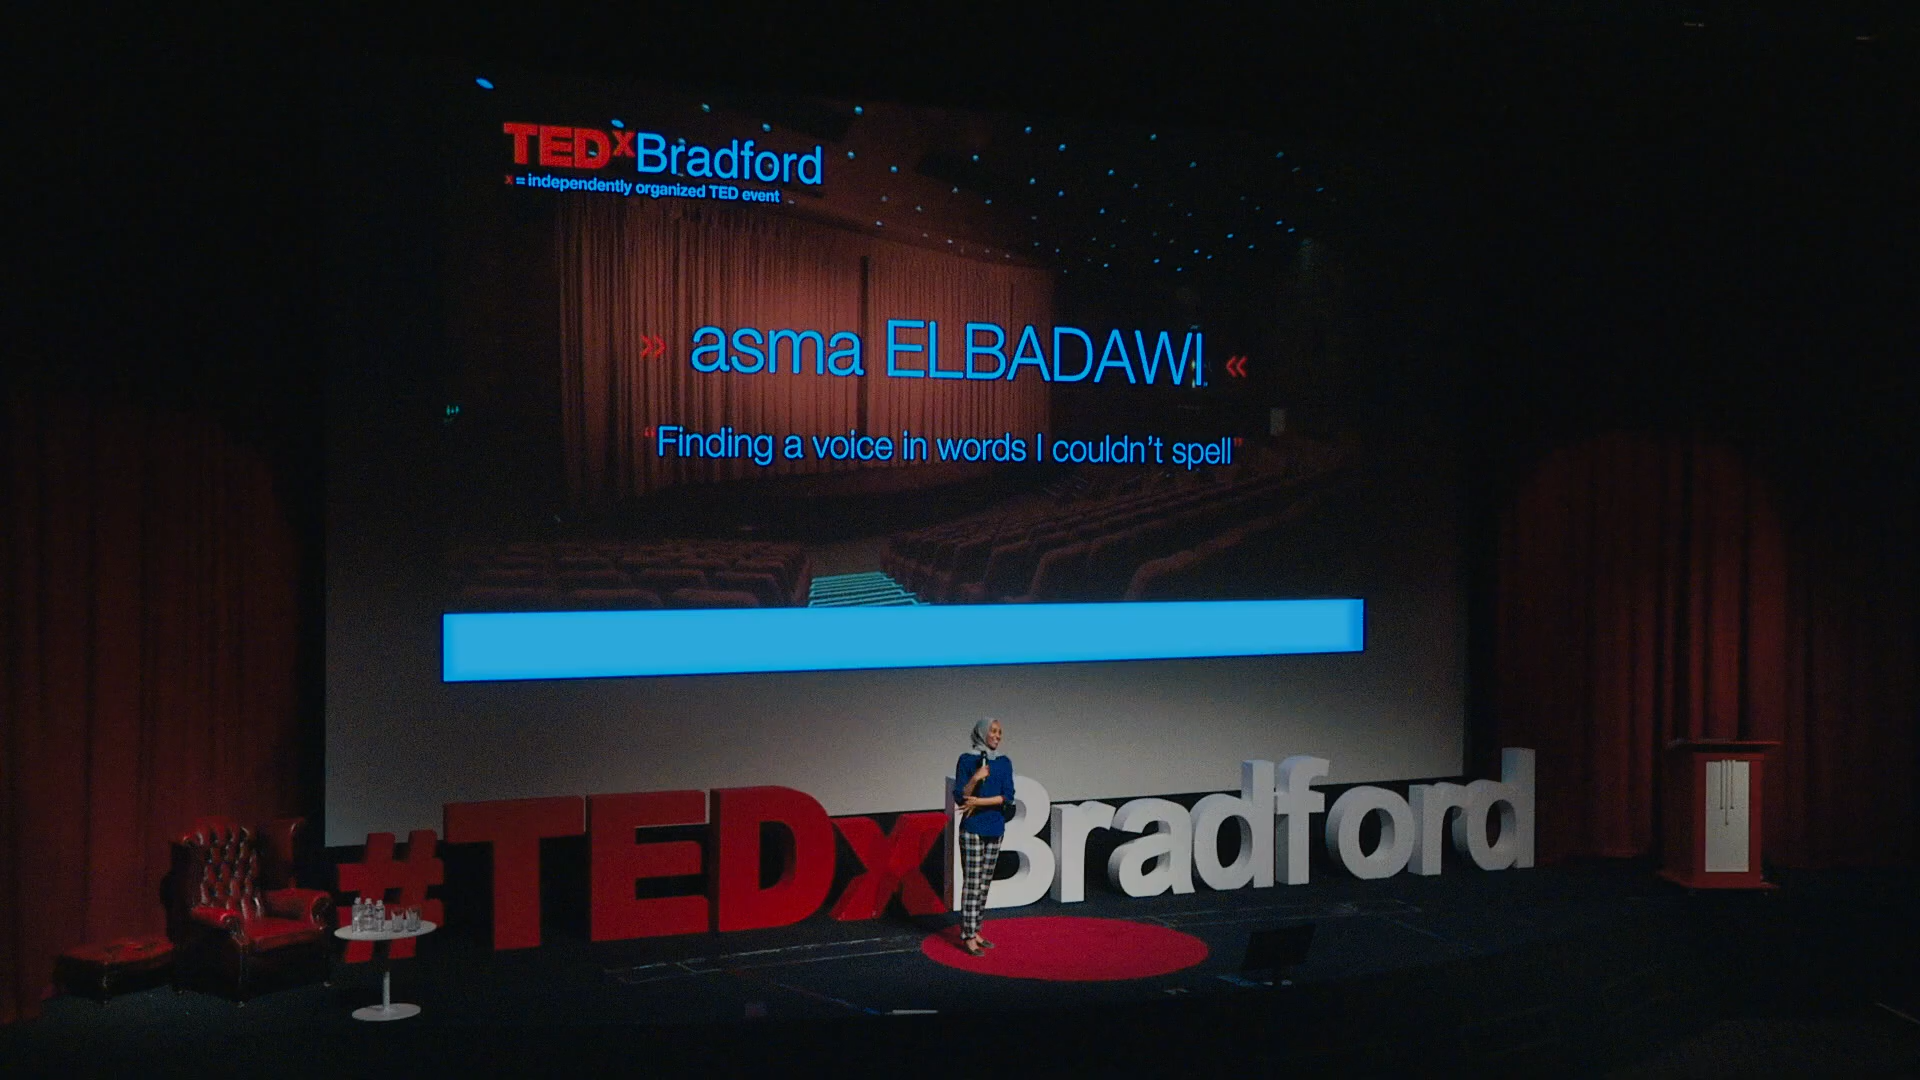 TEDxBradford
x = independently organized TED event
» asma ELBADAWI «
"Finding a voice in words I couldn't spell"
#TEDxBradford